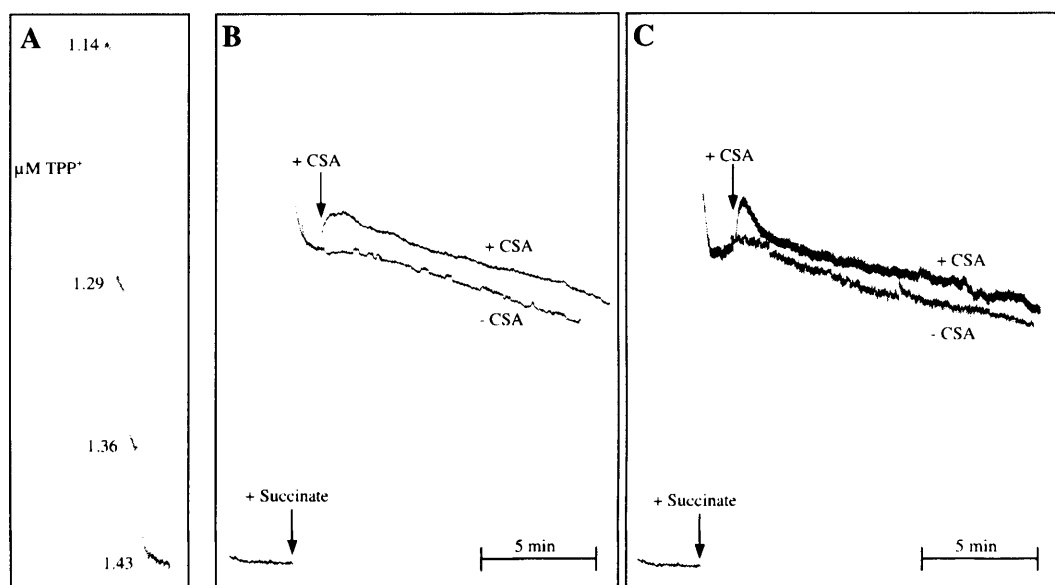 A
1.14
µM TPP⁺
1.29
1.36
1.43
B
+ CSA
+ CSA
- CSA
+ Succinate
5 min
C
+ CSA
+ CSA
- CSA
+ Succinate
5 min